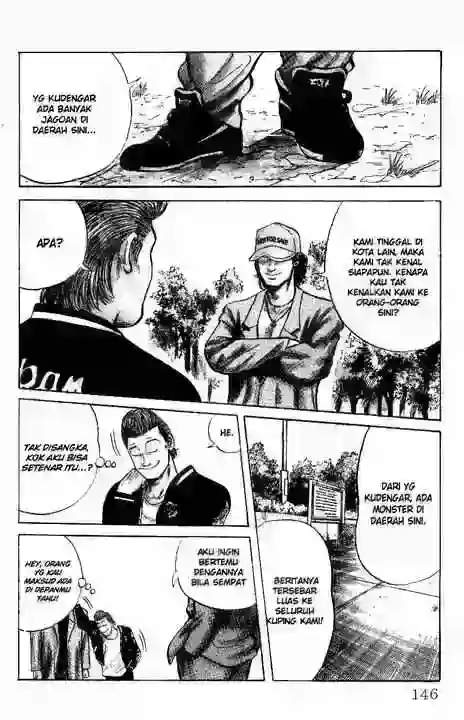 YG KUDENGAR
ADA BANYAK
JAGOAN DI
DAERAH SINI...
APA?
KAMI TINGGAL DI
KOTA LAIN, MAKA
KAMI TAK KENAL
SIAPAPUN. KENAPA
KAU TAK
KENALKAN KAMI KE
ORANG-ORANG
SINI?
HE.
TAK DISANGKA,
KOK AKU BISA
SETENAR ITU...?
DARI YG
KUDENGAR, ADA
MONSTER DI
DAERAH SINI.
BERITANYA
TERSEBAR
LUAS KE
SELURUH
KUPING KAMI!
AKU INGIN
BERTEMU
DENGANNYA
BILA SEMPAT
HEY, ORANG
YG KAU
MAKSUD ADA
DI DEPANMU
TAHU!
146